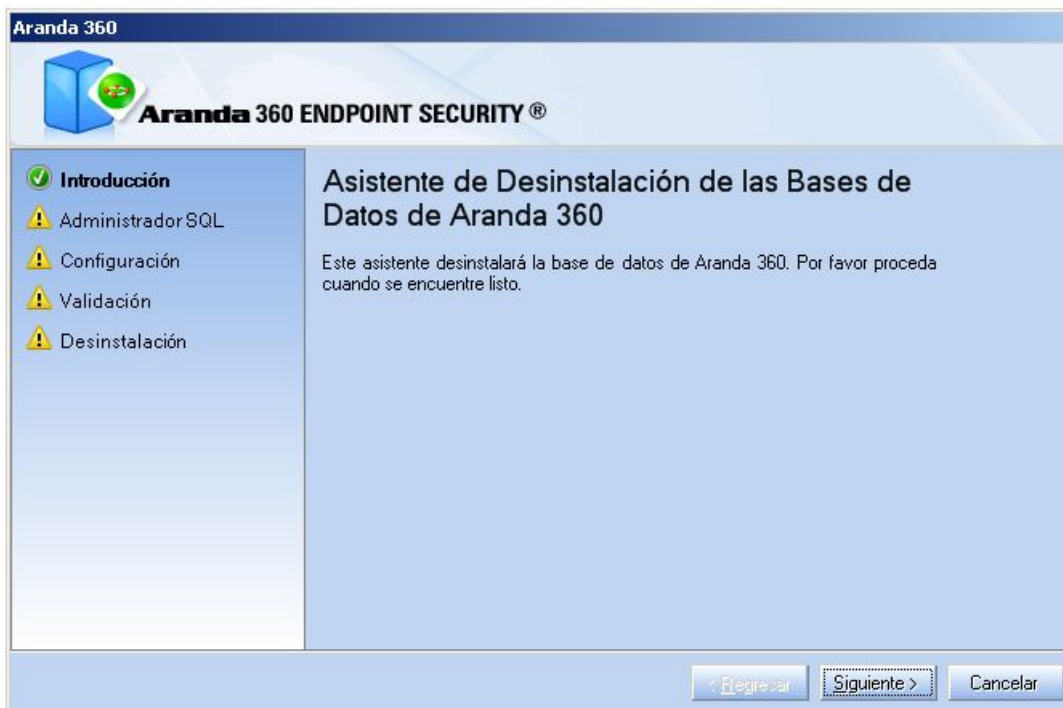 Aranda 360
Aranda 360 ENDPOINT SECURITY ®
Introducción
Administrador SQL
Configuración
Validación
Desinstalación
Asistente de Desinstalación de las Bases de
Datos de Aranda 360
Este asistente desinstalará la base de datos de Aranda 360. Por favor proceda
cuando se encuentre listo.
< Regresar
Siguiente >
Cancelar